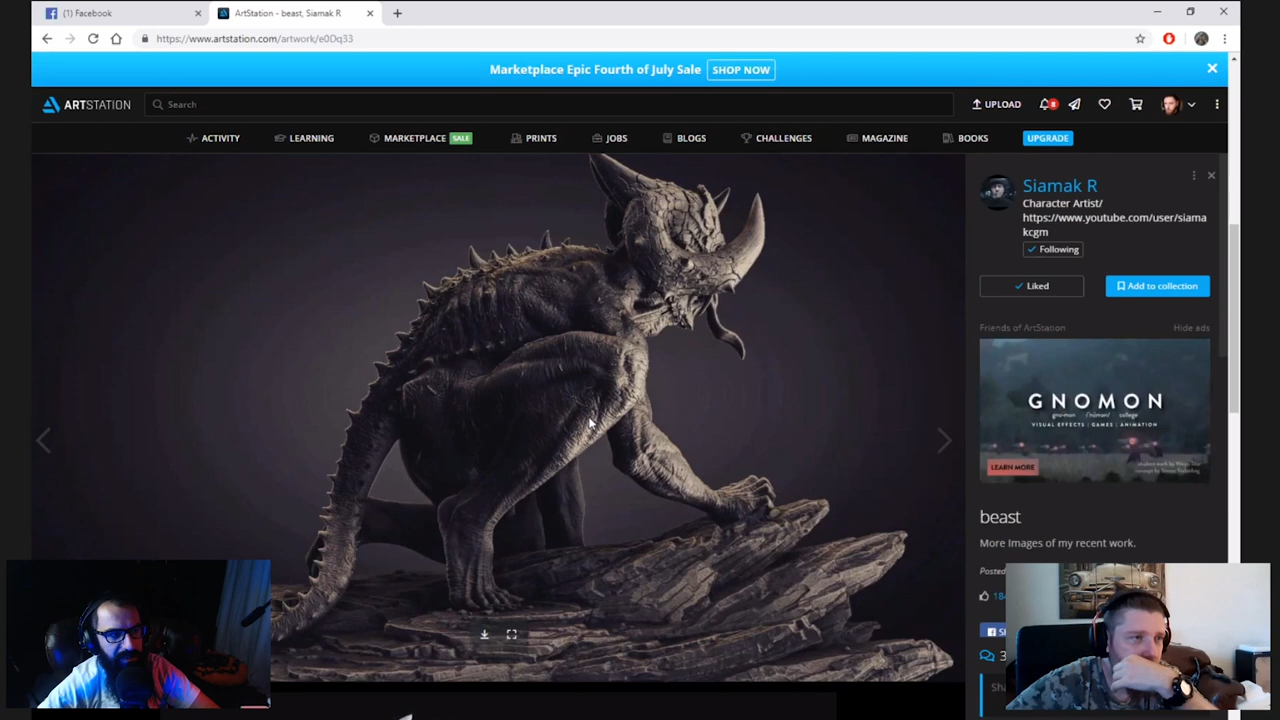 (1) Facebook
ArtStation - beast, Siamak R
https://www.artstation.com/artwork/e0Dq33
Marketplace Epic Fourth of July Sale SHOP NOW
ARTSTATION
Search
UPLOAD
8
ACTIVITY
LEARNING
MARKETPLACE SALE
PRINTS
JOBS
BLOGS
CHALLENGES
MAGAZINE
BOOKS
UPGRADE
Siamak R
Character Artist/
https://www.youtube.com/user/siama
kcgm
Following
Liked
Add to collection
Friends of ArtStation
Hide ads
GNOMON
college
VISUAL EFFECTS | GAMES | ANIMATION
LEARN MORE
beast
More Images of my recent work.
Posted